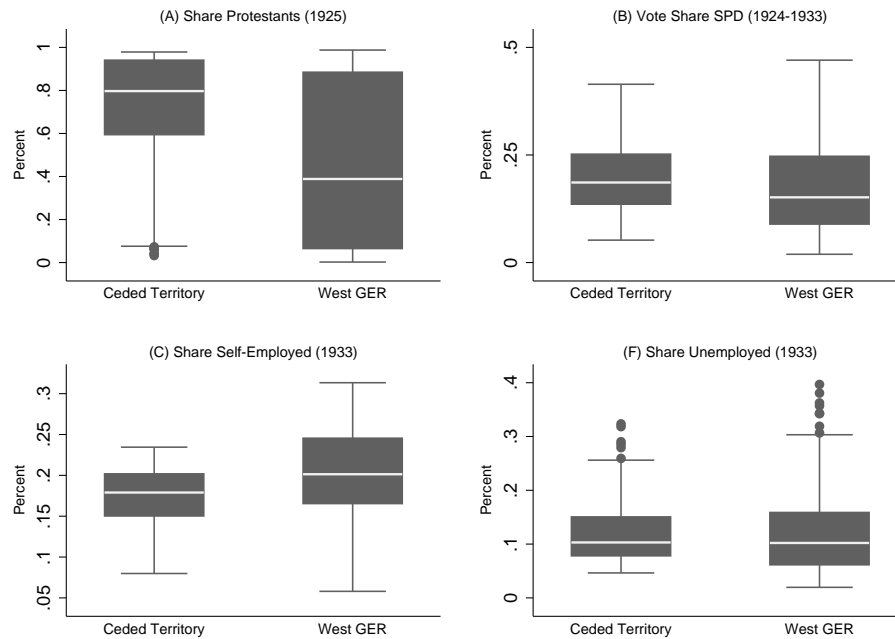 (A) Share Protestants (1925)
Percent
1
.8
.6
.4
.2
0
Ceded Territory
West GER
(B) Vote Share SPD (1924-1933)
Percent
.5
.25
0
Ceded Territory
West GER
(C) Share Self-Employed (1933)
Percent
.3
.25
.2
.15
.1
.05
Ceded Territory
West GER
(F) Share Unemployed (1933)
Percent
.4
.3
.2
.1
0
Ceded Territory
West GER